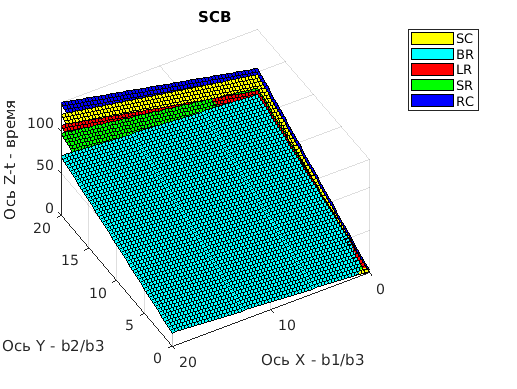 SCB
SC
BR
LR
SR
RC
Ось Z-t - время
100
50
0
20
15
10
5
0
Ось Y - b2/b3
20
10
0
Ось X - b1/b3